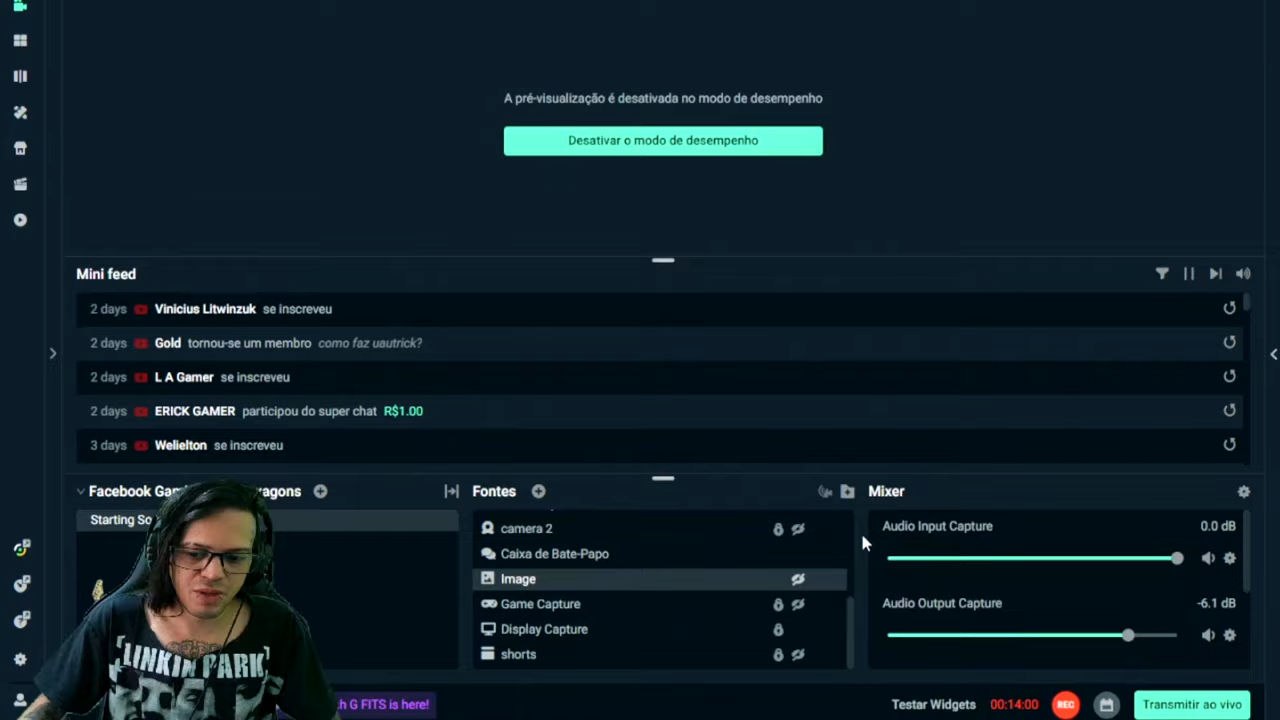 A pré-visualização é desativada no modo de desempenho
Desativar o modo de desempenho
Mini feed
2 days Vinicius Litwinzuk se inscreveu
2 days Gold tornou-se um membro como faz uautrick?
2 days L A Gamer se inscreveu
2 days ERICK GAMER participou do super chat R$1.00
3 days Welielton se inscreveu
Facebook
Fontes
Mixer
Starting
camera 2
Caixa de Bate-Papo
Image
Game Capture
Display Capture
shorts
Audio Input Capture 0.0 dB
Audio Output Capture -6.1 dB
LINKIN PARK
G FITS is here!
Testar Widgets 00:14:00 REC Transmitir ao vivo